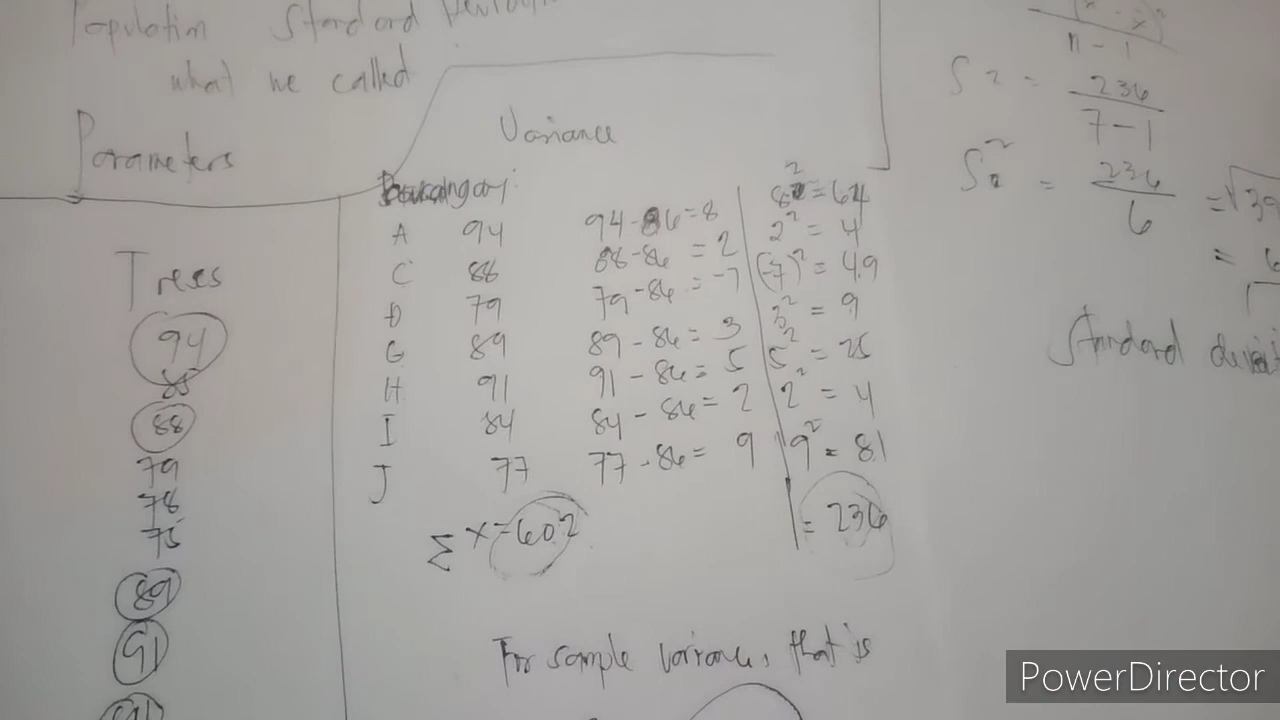 Population Standard
what we called
Parameters
Variance
A 94 94-86=8 8²=64
C 88 88-86 = 2 2² = 4
D 79 79-86 = -7 (-7)² = 49
G 89 89-86 = 3 3² = 9
H 91 91-86 = 5 5² = 25
I 84 84-86 = 2 2² = 4
J 77 77-86 = 9 9² = 81
Σ x=602 = 236
For sample variance, that is
Trees
94
85
88
79
78
75
89
91
n-1
S² = 236
7-1
S² = 236
6
Standard
PowerDirector